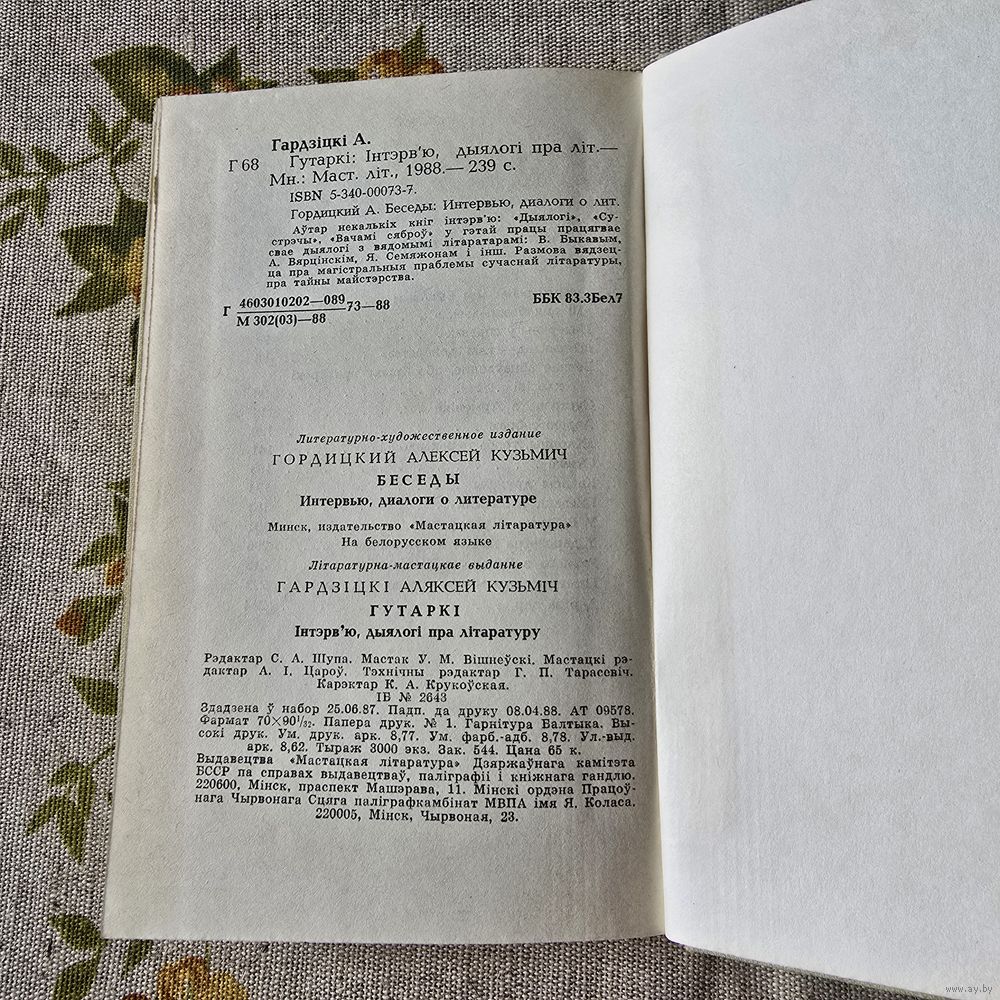 Гардзіцкі А.
Г 68 Гутаркі: Інтэрв'ю, дыялогі пра літ.—
Мн.: Маст. літ., 1988.— 239 с.
ISBN 5-340-00073-7.
Гордицкий А. Беседы: Интервью, диалоги о лит.
Аўтар некалькіх кніг інтэрв'ю: «Дыялогі», «Су-
стрэчы», «Вачамі сяброў» у гэтай працы працягвае
свае дыялогі з вядомымі літаратарамі: В. Быкавым,
А. Вярцінскім, Я. Семяжонам і інш. Размова вядзец-
ца пра магістральныя праблемы сучаснай літаратуры,
пра тайны майстэрства.
Г 4603010202—089 73—88 ББК 83.3Бел7
М 302(03)—88
Литературно-художественное издание
ГОРДИЦКИЙ АЛЕКСЕЙ КУЗЬМИЧ
БЕСЕДЫ
Интервью, диалоги о литературе
Минск, издательство «Мастацкая літаратура»
На белорусском языке
Літаратурна-мастацкае выданне
ГАРДЗІЦКІ АЛЯКСЕЙ КУЗЬМІЧ
ГУТАРКІ
Інтэрв'ю, дыялогі пра літаратуру
Рэдактар С. А. Шупа. Мастак У. М. Вішнеўскі. Мастацкі рэ-
дактар А. І. Цароў. Тэхнічны рэдактар Г. П. Тарасевіч.
Карэктар К. А. Крукоўская.
ІБ № 2643
Здадзена ў набор 25.06.87. Падп. да друку 08.04.88. АТ 09578.
Фармат 70×90¹/₃₂. Папера друк. № 1. Гарнітура Балтыка. Вы-
сокі друк. Ум. друк. арк. 8,77. Ум. фарб.-адб. 8,78. Ул.-выд.
арк. 8,62. Тыраж 3000 экз. Зак. 544. Цана 65 к.
Выдавецтва «Мастацкая літаратура» Дзяржаўнага камітэта
БССР па справах выдавецтваў, паліграфіі і кніжнага гандлю.
220600, Мінск, праспект Машэрава, 11. Мінскі ордэна Працоў-
нага Чырвонага Сцяга паліграфкамбінат МВПА імя Я. Коласа.
220005, Мінск, Чырвоная, 23.
www.ay.by